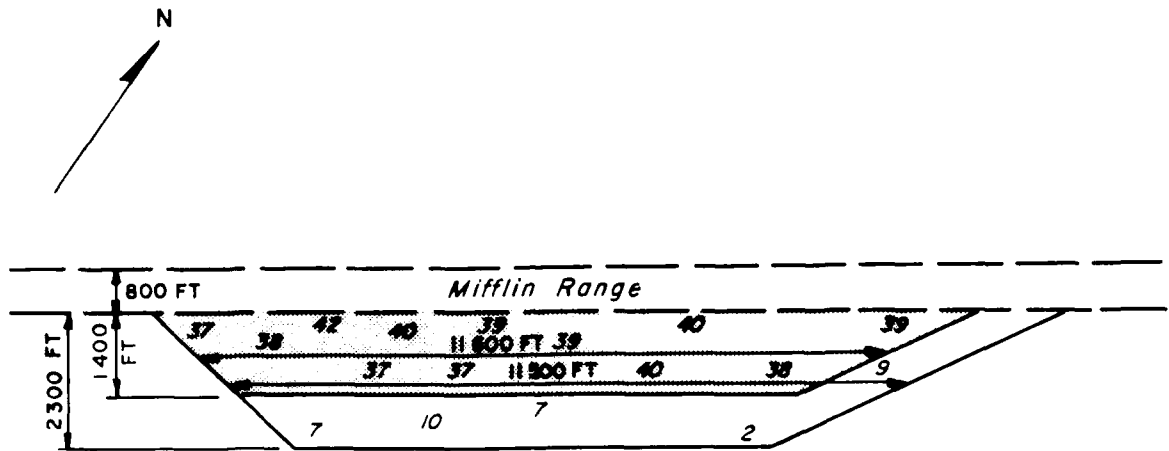 N
800 FT
Mifflin Range
2300 FT
1400 FT
37 42 40 39 40 39
38 11 600 FT 39
37 37 11 500 FT 40 38 9
7 10 7 2